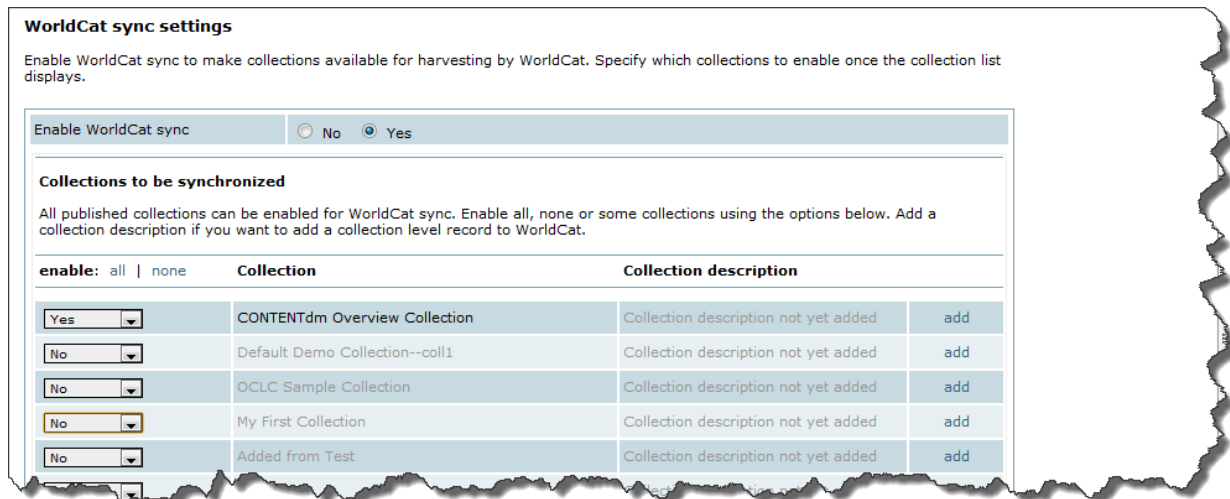 WorldCat sync settings
Enable WorldCat sync to make collections available for harvesting by WorldCat. Specify which collections to enable once the collection list
displays.
Enable WorldCat sync No Yes
Collections to be synchronized
All published collections can be enabled for WorldCat sync. Enable all, none or some collections using the options below. Add a
collection description if you want to add a collection level record to WorldCat.
enable: all | none Collection Collection description
Yes CONTENTdm Overview Collection Collection description not yet added add
No Default Demo Collection--coll1 Collection description not yet added add
No OCLC Sample Collection Collection description not yet added add
No My First Collection Collection description not yet added add
No Added from Test Collection description not yet added add